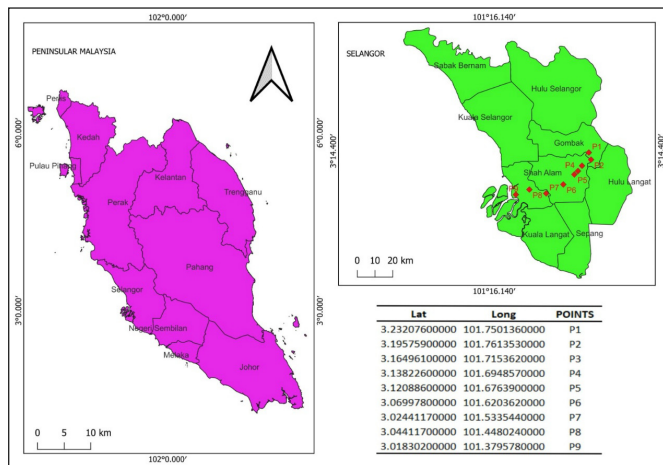 102°0.000'
PENINSULAR MALAYSIA
Perlis
Kedah
Pulau Pinang
Kelantan
Trengganu
Perak
Pahang
Selangor
Negeri Sembilan
Melaka
Johor
6°0.000'
6°0.000'
3°0.000'
3°0.000'
0 5 10 km
102°0.000'
101°16.140'
SELANGOR
Sabak Bernam
Hulu Selangor
Kuala Selangor
Gombak
P1
P2
P4
P5
Shah Alam
Hulu Langat
P6
P7
P8
Kuala Langat
Sepang
3°14.400'
3°14.400'
0 10 20 km
101°16.140'
Lat Long POINTS
3.23207600000 101.7501360000 P1
3.19575900000 101.7613530000 P2
3.16496100000 101.7153620000 P3
3.13822600000 101.6948570000 P4
3.12088600000 101.6763900000 P5
3.06997800000 101.6203620000 P6
3.02441170000 101.5335440000 P7
3.04411700000 101.4480240000 P8
3.01830200000 101.3795780000 P9